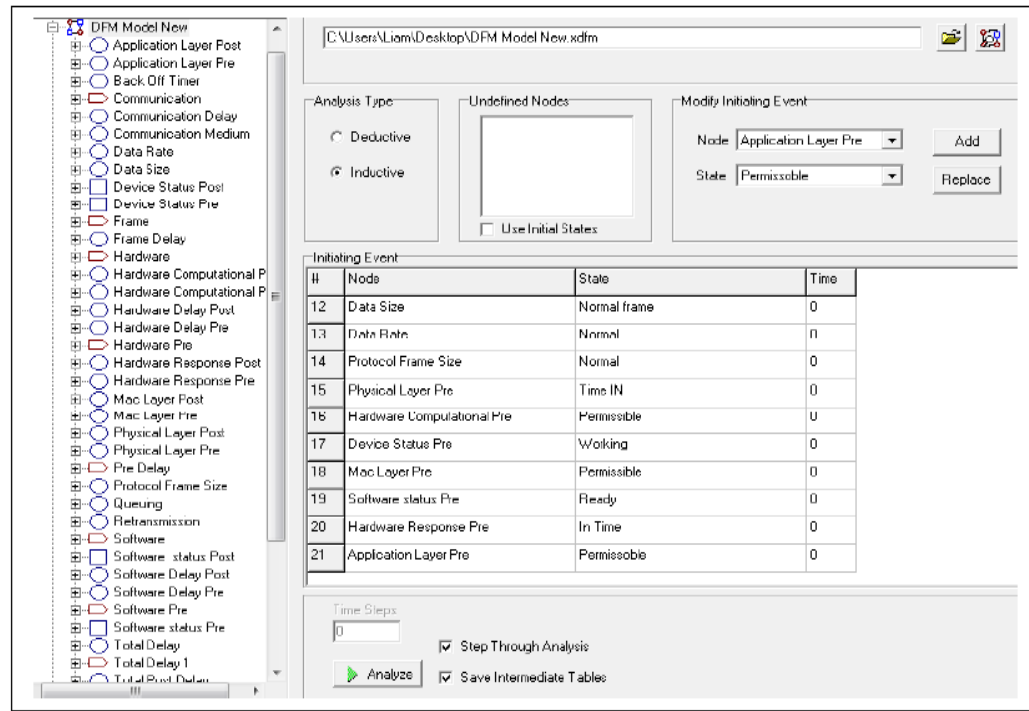 DFM Model New
Application Layer Post
Application Layer Pre
Back Off Timer
Communication
Communication Delay
Communication Medium
Data Rate
Data Size
Device Status Post
Device Status Pre
Frame
Frame Delay
Hardware
Hardware Computational P
Hardware Computational P
Hardware Delay Post
Hardware Delay Pre
Hardware Pre
Hardware Response Post
Hardware Response Pre
Mac Layer Post
Mac Layer Pre
Physical Layer Post
Physical Layer Pre
Pre Delay
Protocol Frame Size
Queuing
Retransmission
Software
Software status Post
Software Delay Post
Software Delay Pre
Software Pre
Software status Pre
Total Delay
Total Delay 1
Total Post Delay
C:\Users\Liam\Desktop\DFM Model New.xdfm
Analysis Type
Deductive
Inductive
Undefined Nodes
Use Initial States
Modify Initiating Event
Node Application Layer Pre Add
State Permissoble Replace
Initiating Event
# Node State Time
12 Data Size Normal frame 0
13 Data Rate Normal 0
14 Protocol Frame Size Normal 0
15 Physical Layer Pre Time IN 0
16 Hardware Computational Pre Permissible 0
17 Device Status Pre Working 0
18 Mac Layer Pre Permissible 0
19 Software status Pre Ready 0
20 Hardware Response Pre In Time 0
21 Application Layer Pre Permissoble 0
Time Steps
0
Step Through Analysis
Analyze
Save Intermediate Tables